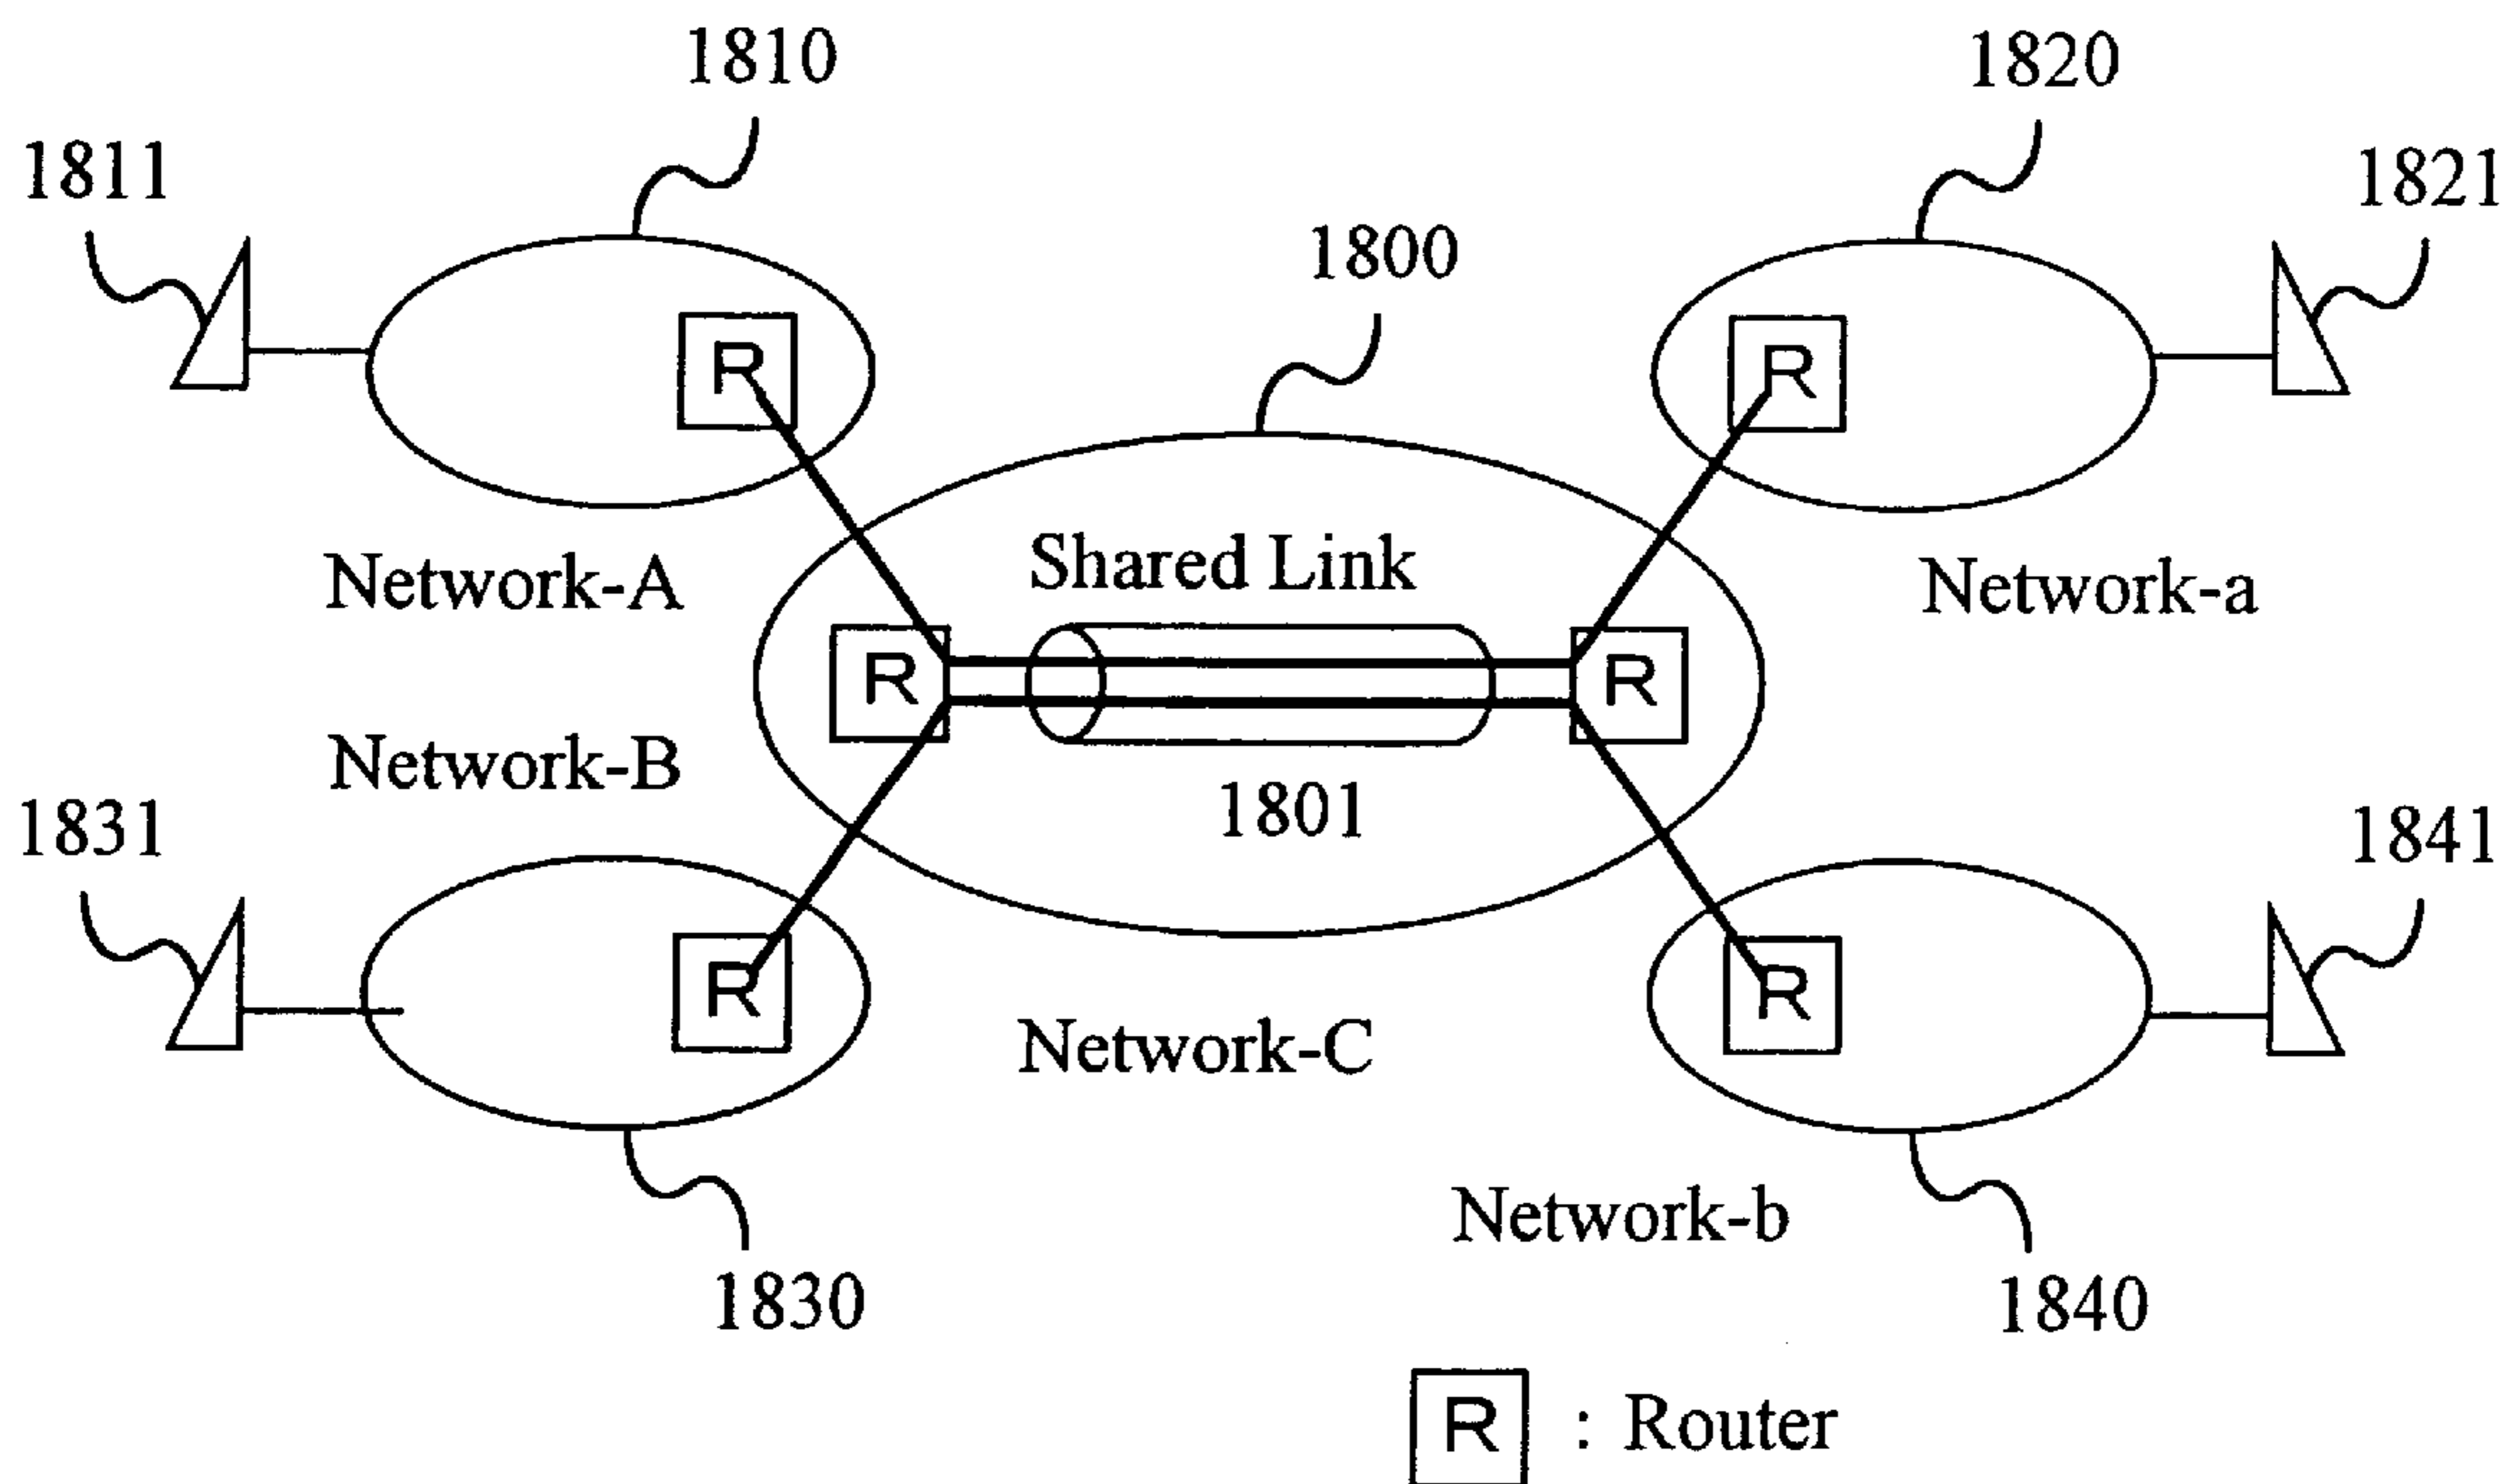 1810
1820
1811
1821
1800
R
R
Shared Link
Network-A
Network-a
R
R
Network-B
1801
1831
1841
R
R
Network-C
Network-b
1830
1840
R : Router